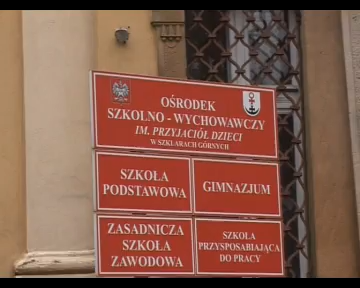 OŚRODEK
SZKOLNO - WYCHOWAWCZY
IM. PRZYJACIÓŁ DZIECI
W SZKLARACH GÓRNYCH
SZKOŁA
PODSTAWOWA
GIMNAZJUM
ZASADNICZA
SZKOŁA
ZAWODOWA
SZKOŁA
PRZYSPOSABIAJĄCA
DO PRACY